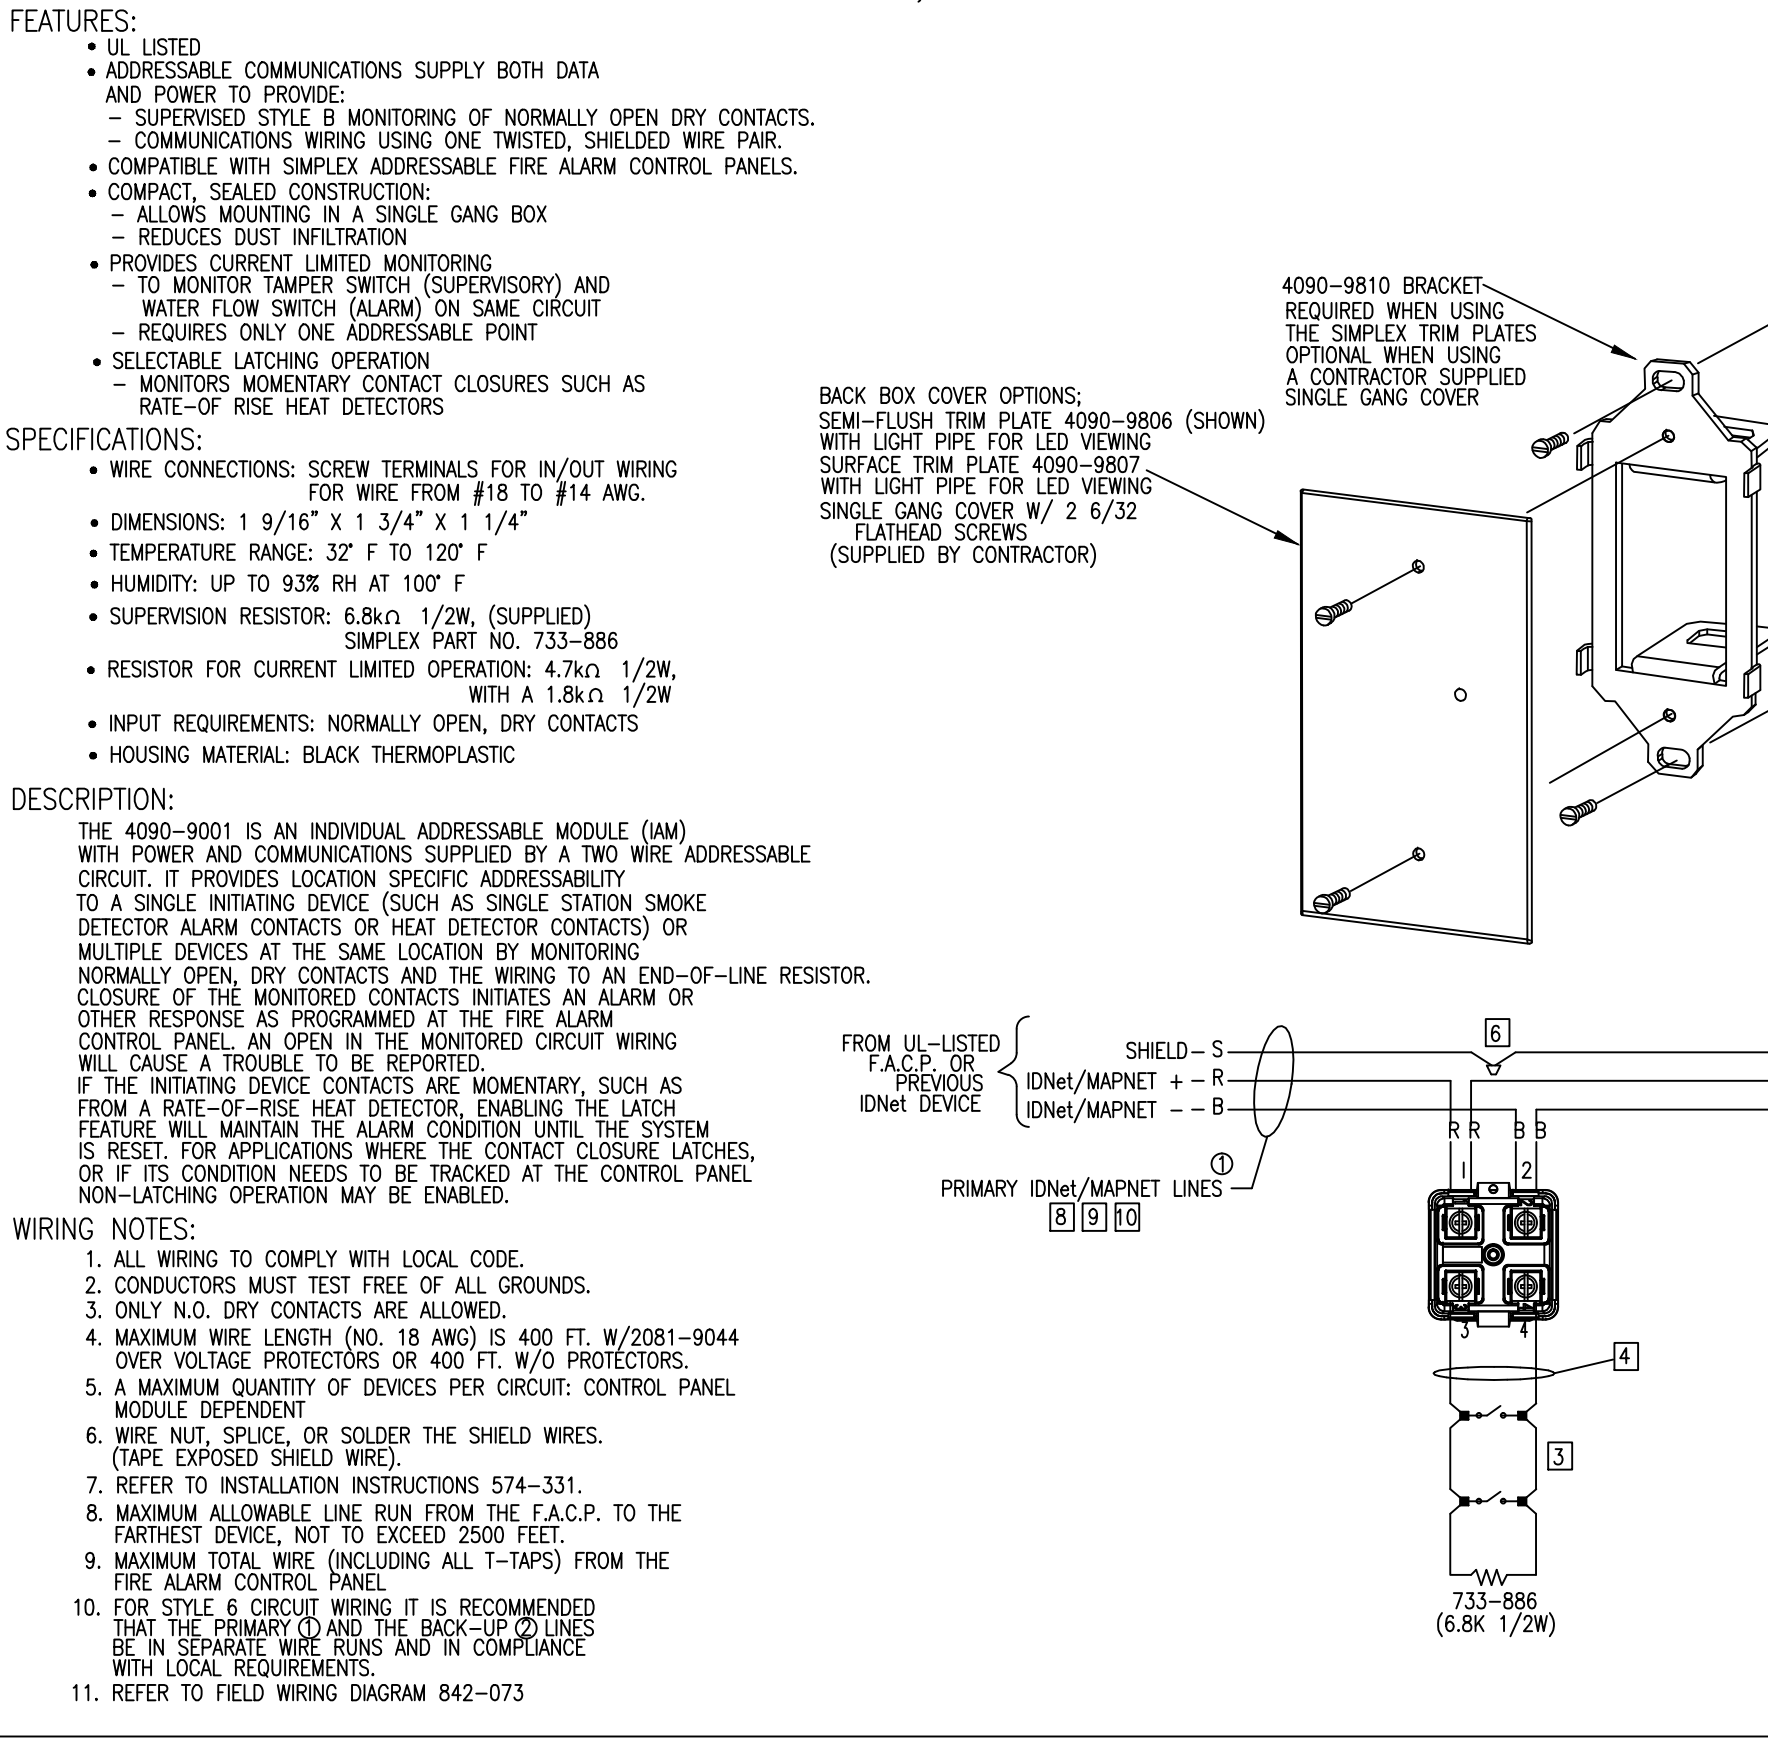 FEATURES:
• UL LISTED
• ADDRESSABLE COMMUNICATIONS SUPPLY BOTH DATA
AND POWER TO PROVIDE:
– SUPERVISED STYLE B MONITORING OF NORMALLY OPEN DRY CONTACTS.
– COMMUNICATIONS WIRING USING ONE TWISTED, SHIELDED WIRE PAIR.
• COMPATIBLE WITH SIMPLEX ADDRESSABLE FIRE ALARM CONTROL PANELS.
• COMPACT, SEALED CONSTRUCTION:
– ALLOWS MOUNTING IN A SINGLE GANG BOX
– REDUCES DUST INFILTRATION
• PROVIDES CURRENT LIMITED MONITORING
– TO MONITOR TAMPER SWITCH (SUPERVISORY) AND
WATER FLOW SWITCH (ALARM) ON SAME CIRCUIT
– REQUIRES ONLY ONE ADDRESSABLE POINT
• SELECTABLE LATCHING OPERATION
– MONITORS MOMENTARY CONTACT CLOSURES SUCH AS
RATE–OF RISE HEAT DETECTORS
SPECIFICATIONS:
• WIRE CONNECTIONS: SCREW TERMINALS FOR IN/OUT WIRING
FOR WIRE FROM #18 TO #14 AWG.
• DIMENSIONS: 1 9/16" X 1 3/4" X 1 1/4"
• TEMPERATURE RANGE: 32° F TO 120° F
• HUMIDITY: UP TO 93% RH AT 100° F
• SUPERVISION RESISTOR: 6.8kΩ 1/2W, (SUPPLIED)
SIMPLEX PART NO. 733–886
• RESISTOR FOR CURRENT LIMITED OPERATION: 4.7kΩ 1/2W,
WITH A 1.8kΩ 1/2W
• INPUT REQUIREMENTS: NORMALLY OPEN, DRY CONTACTS
• HOUSING MATERIAL: BLACK THERMOPLASTIC
DESCRIPTION:
THE 4090–9001 IS AN INDIVIDUAL ADDRESSABLE MODULE (IAM)
WITH POWER AND COMMUNICATIONS SUPPLIED BY A TWO WIRE ADDRESSABLE
CIRCUIT. IT PROVIDES LOCATION SPECIFIC ADDRESSABILITY
TO A SINGLE INITIATING DEVICE (SUCH AS SINGLE STATION SMOKE
DETECTOR ALARM CONTACTS OR HEAT DETECTOR CONTACTS) OR
MULTIPLE DEVICES AT THE SAME LOCATION BY MONITORING
NORMALLY OPEN, DRY CONTACTS AND THE WIRING TO AN END–OF–LINE RESISTOR.
CLOSURE OF THE MONITORED CONTACTS INITIATES AN ALARM OR
OTHER RESPONSE AS PROGRAMMED AT THE FIRE ALARM
CONTROL PANEL. AN OPEN IN THE MONITORED CIRCUIT WIRING
WILL CAUSE A TROUBLE TO BE REPORTED.
IF THE INITIATING DEVICE CONTACTS ARE MOMENTARY, SUCH AS
FROM A RATE–OF–RISE HEAT DETECTOR, ENABLING THE LATCH
FEATURE WILL MAINTAIN THE ALARM CONDITION UNTIL THE SYSTEM
IS RESET. FOR APPLICATIONS WHERE THE CONTACT CLOSURE LATCHES,
OR IF ITS CONDITION NEEDS TO BE TRACKED AT THE CONTROL PANEL
NON–LATCHING OPERATION MAY BE ENABLED.
WIRING NOTES:
1. ALL WIRING TO COMPLY WITH LOCAL CODE.
2. CONDUCTORS MUST TEST FREE OF ALL GROUNDS.
3. ONLY N.O. DRY CONTACTS ARE ALLOWED.
4. MAXIMUM WIRE LENGTH (NO. 18 AWG) IS 400 FT. W/2081–9044
OVER VOLTAGE PROTECTORS OR 400 FT. W/O PROTECTORS.
5. A MAXIMUM QUANTITY OF DEVICES PER CIRCUIT: CONTROL PANEL
MODULE DEPENDENT
6. WIRE NUT, SPLICE, OR SOLDER THE SHIELD WIRES.
(TAPE EXPOSED SHIELD WIRE).
7. REFER TO INSTALLATION INSTRUCTIONS 574–331.
8. MAXIMUM ALLOWABLE LINE RUN FROM THE F.A.C.P. TO THE
FARTHEST DEVICE, NOT TO EXCEED 2500 FEET.
9. MAXIMUM TOTAL WIRE (INCLUDING ALL T–TAPS) FROM THE
FIRE ALARM CONTROL PANEL
10. FOR STYLE 6 CIRCUIT WIRING IT IS RECOMMENDED
THAT THE PRIMARY ① AND THE BACK–UP ② LINES
BE IN SEPARATE WIRE RUNS AND IN COMPLIANCE
WITH LOCAL REQUIREMENTS.
11. REFER TO FIELD WIRING DIAGRAM 842–073
4090–9810 BRACKET
REQUIRED WHEN USING
THE SIMPLEX TRIM PLATES
OPTIONAL WHEN USING
A CONTRACTOR SUPPLIED
SINGLE GANG COVER
BACK BOX COVER OPTIONS;
SEMI–FLUSH TRIM PLATE 4090–9806 (SHOWN)
WITH LIGHT PIPE FOR LED VIEWING
SURFACE TRIM PLATE 4090–9807
WITH LIGHT PIPE FOR LED VIEWING
SINGLE GANG COVER W/ 2 6/32
FLATHEAD SCREWS
(SUPPLIED BY CONTRACTOR)
FROM UL–LISTED
F.A.C.P. OR
PREVIOUS
IDNet DEVICE
SHIELD – S
IDNet/MAPNET + – R
IDNet/MAPNET – – B
6
R R B B
1 2
①
PRIMARY IDNet/MAPNET LINES
8 9 10
3 4
4
3
733–886
(6.8K 1/2W)